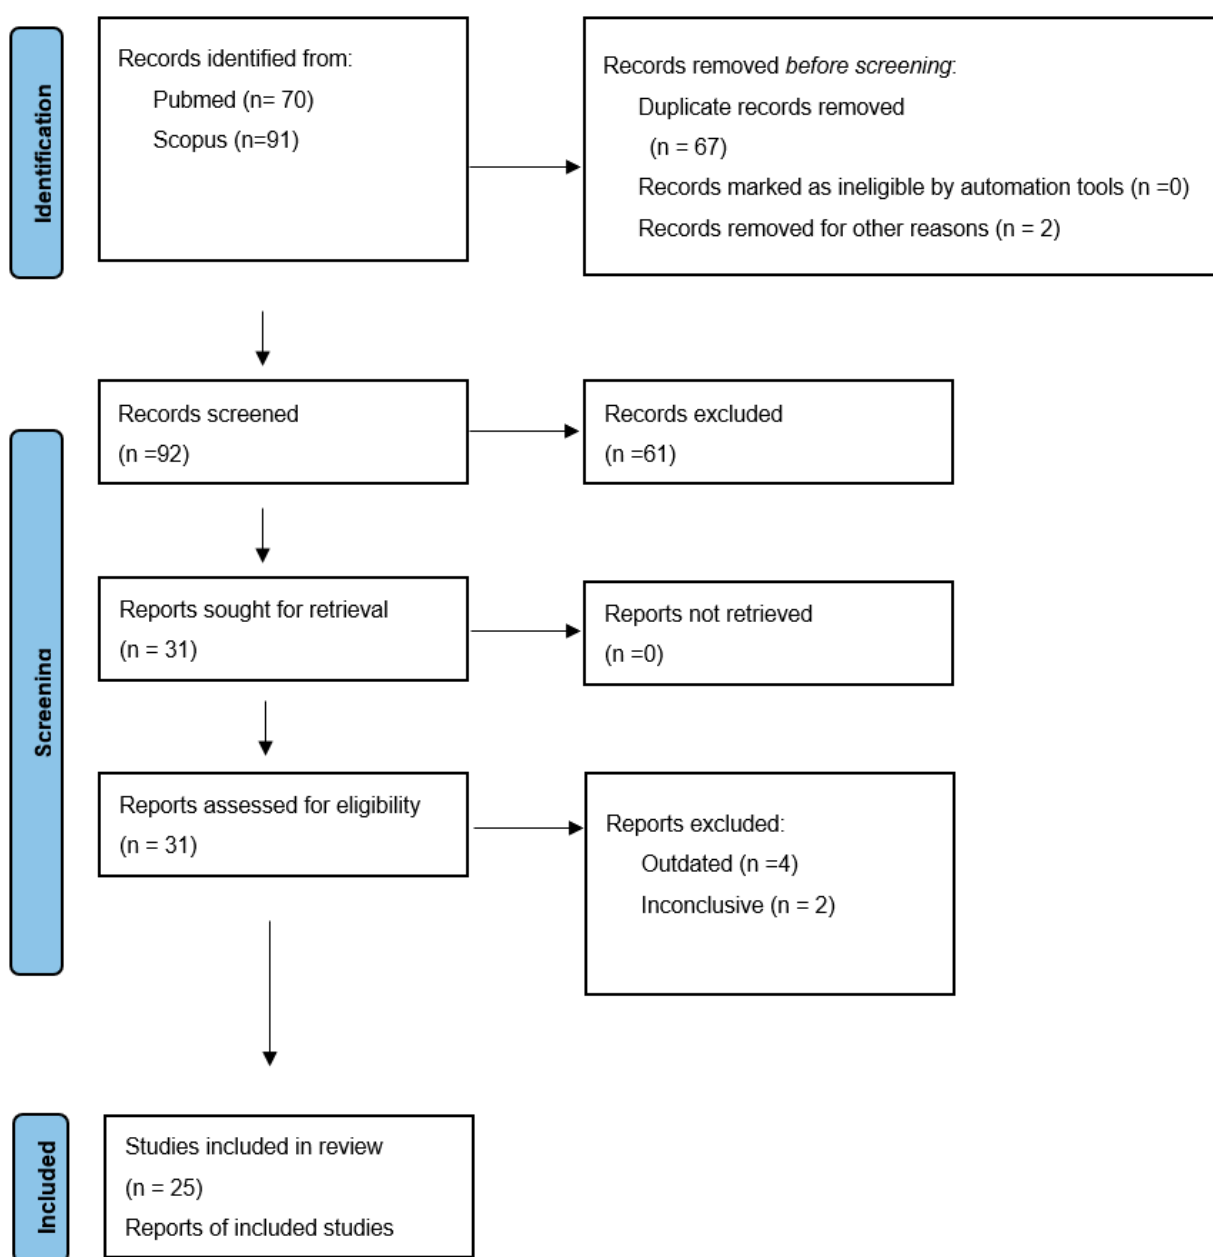 Identification
Records identified from:
Pubmed (n= 70)
Scopus (n=91)
Records removed before screening:
Duplicate records removed
(n = 67)
Records marked as ineligible by automation tools (n =0)
Records removed for other reasons (n = 2)
Screening
Records screened
(n =92)
Records excluded
(n =61)
Reports sought for retrieval
(n = 31)
Reports not retrieved
(n =0)
Reports assessed for eligibility
(n = 31)
Reports excluded:
Outdated (n =4)
Inconclusive (n = 2)
Included
Studies included in review
(n = 25)
Reports of included studies